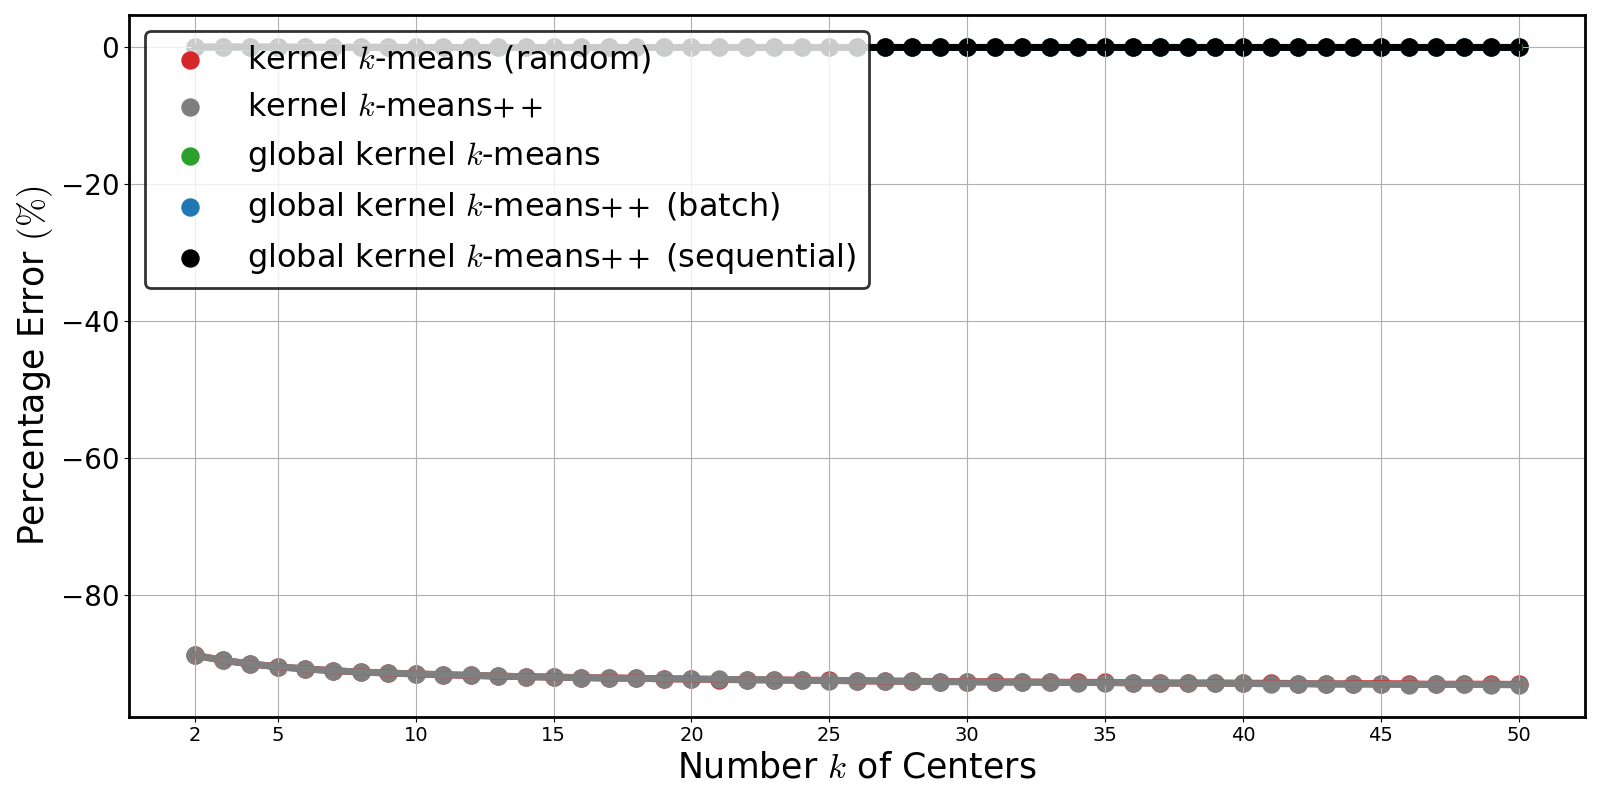 0
−20
−40
−60
−80
Percentage Error (%)
kernel k-means (random)
kernel k-means++
global kernel k-means
global kernel k-means++ (batch)
global kernel k-means++ (sequential)
2 5 10 15 20 25 30 35 40 45 50
Number k of Centers